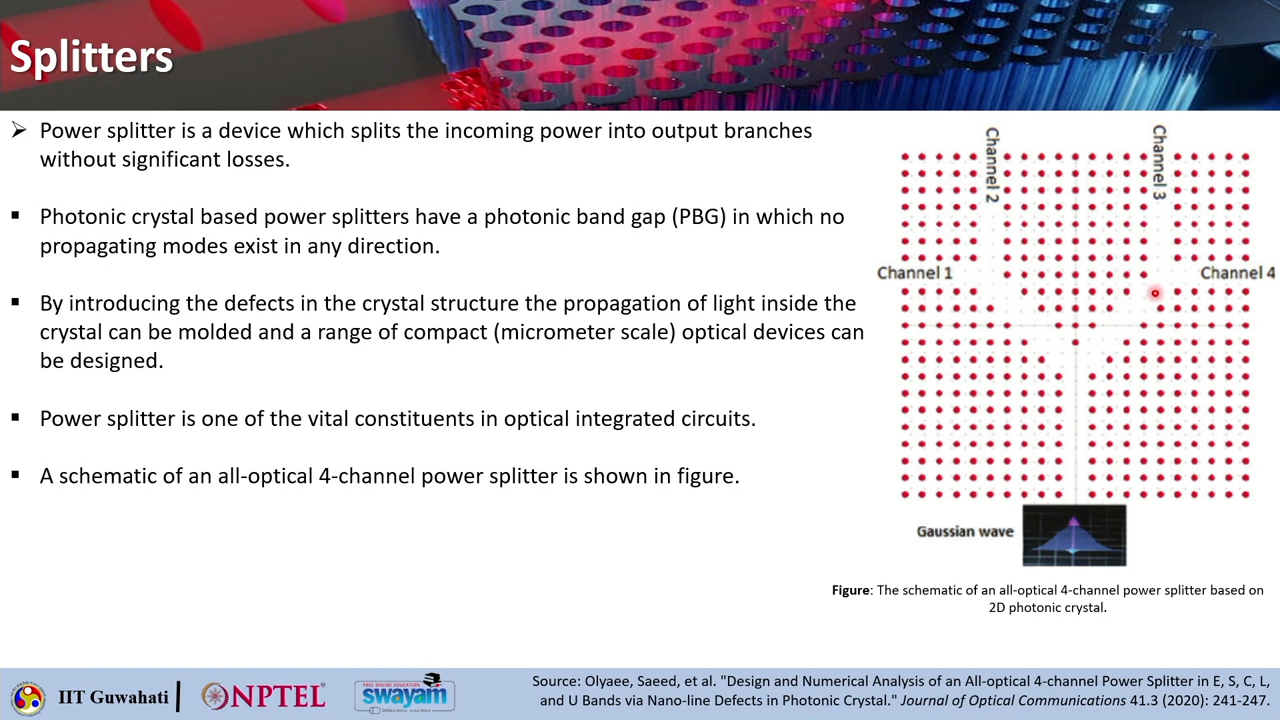 Splitters
➢ Power splitter is a device which splits the incoming power into output branches
without significant losses.
▪ Photonic crystal based power splitters have a photonic band gap (PBG) in which no
propagating modes exist in any direction.
▪ By introducing the defects in the crystal structure the propagation of light inside the
crystal can be molded and a range of compact (micrometer scale) optical devices can
be designed.
▪ Power splitter is one of the vital constituents in optical integrated circuits.
▪ A schematic of an all-optical 4-channel power splitter is shown in figure.
Channel 2
Channel 3
Channel 1
Channel 4
Gaussian wave
Figure: The schematic of an all-optical 4-channel power splitter based on
2D photonic crystal.
IIT Guwahati
NPTEL
FREE ONLINE EDUCATION
swayam
Source: Olyaee, Saeed, et al. "Design and Numerical Analysis of an All-optical 4-channel Power Splitter in E, S, C, L,
and U Bands via Nano-line Defects in Photonic Crystal." Journal of Optical Communications 41.3 (2020): 241-247.